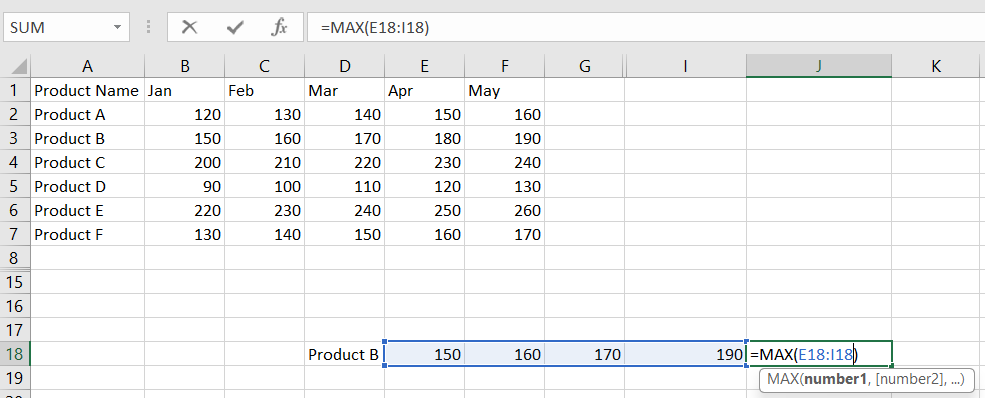 SUM =MAX(E18:I18)
A B C D E F G I J K
1 Product Name Jan Feb Mar Apr May
2 Product A 120 130 140 150 160
3 Product B 150 160 170 180 190
4 Product C 200 210 220 230 240
5 Product D 90 100 110 120 130
6 Product E 220 230 240 250 260
7 Product F 130 140 150 160 170
8
15
16
17
18 Product B 150 160 170 190 =MAX(E18:I18)
19 MAX(number1, [number2], ...)